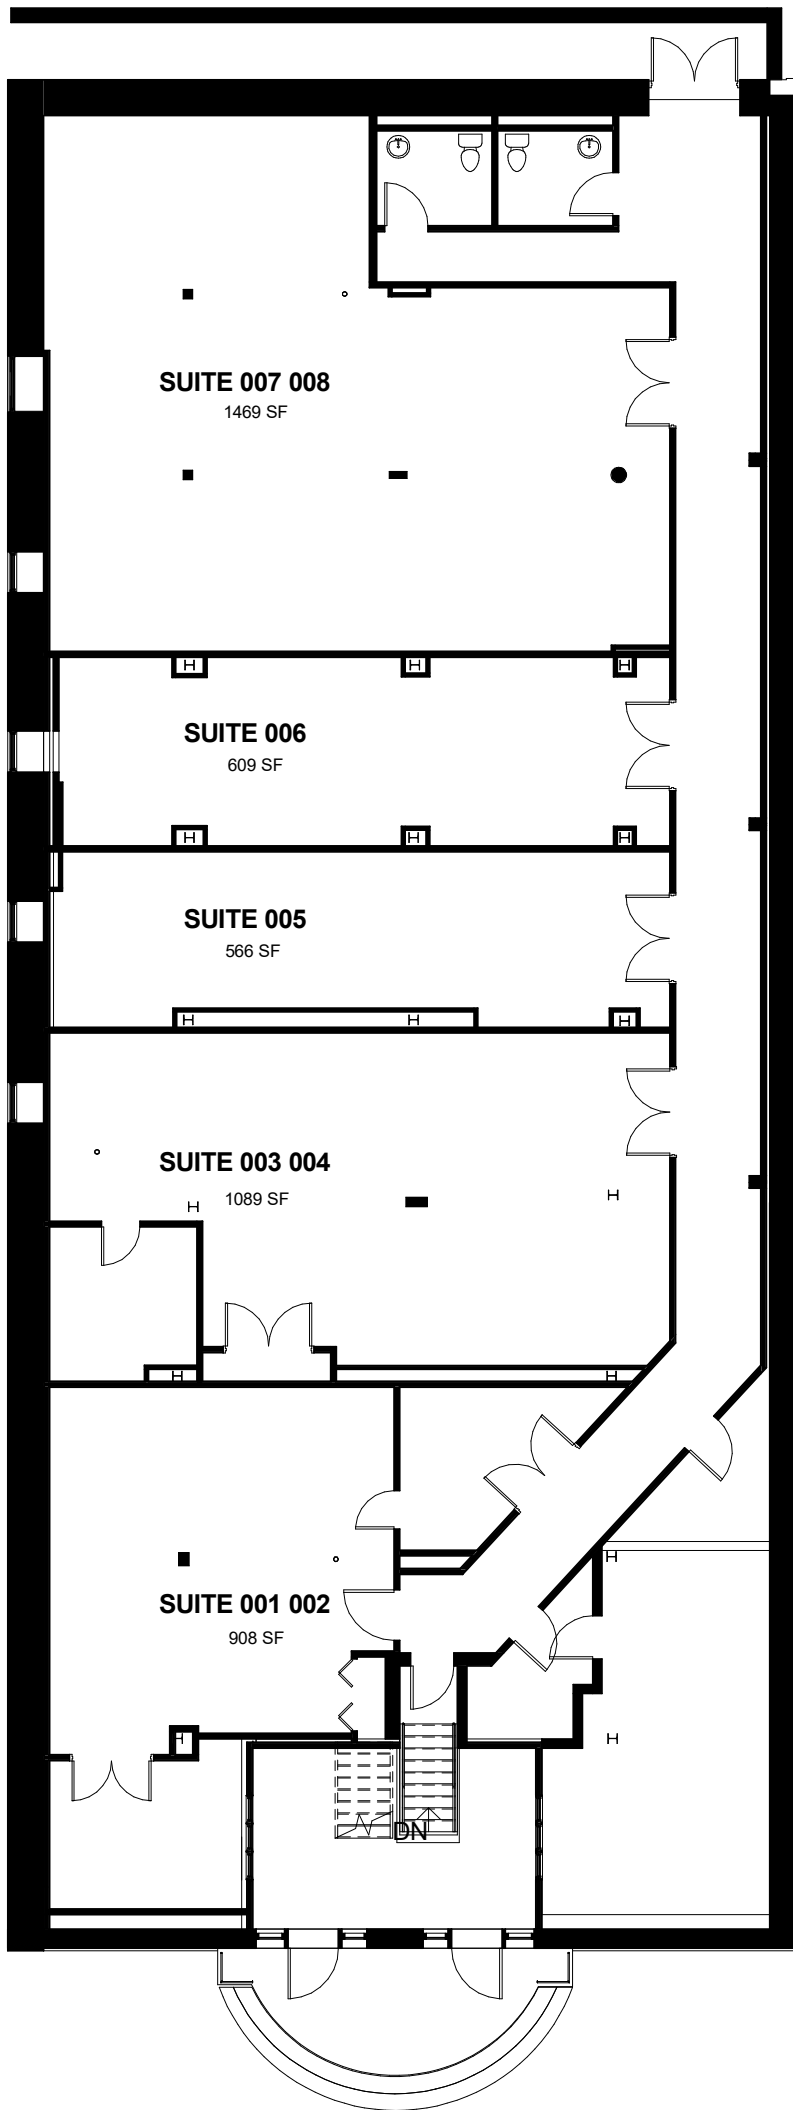 SUITE 007 008
1469 SF
H H H
SUITE 006
609 SF
H H H
SUITE 005
566 SF
H H H
SUITE 003 004
1089 SF
H H
H H
H
SUITE 001 002
908 SF
H H
DN